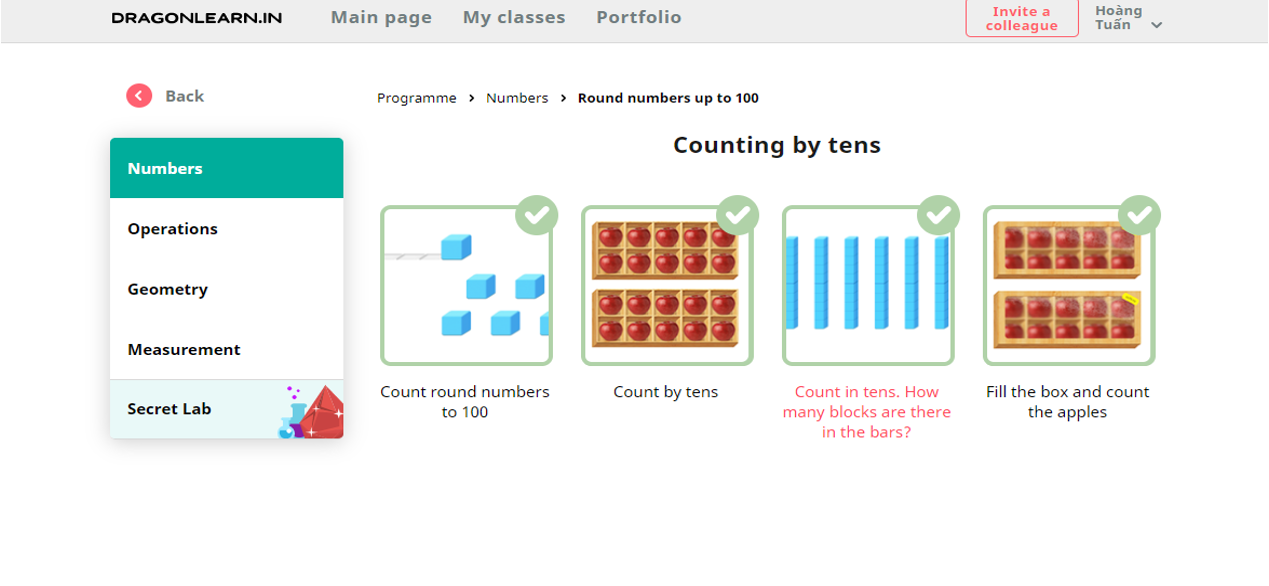 DRAGONLEARN.IN
Main page
My classes
Portfolio
Invite a
colleague
Hoàng
Tuấn
Back
Programme > Numbers > Round numbers up to 100
Numbers
Operations
Geometry
Measurement
Secret Lab
Counting by tens
Count round numbers
to 100
Count by tens
Count in tens. How
many blocks are there
in the bars?
Fill the box and count
the apples